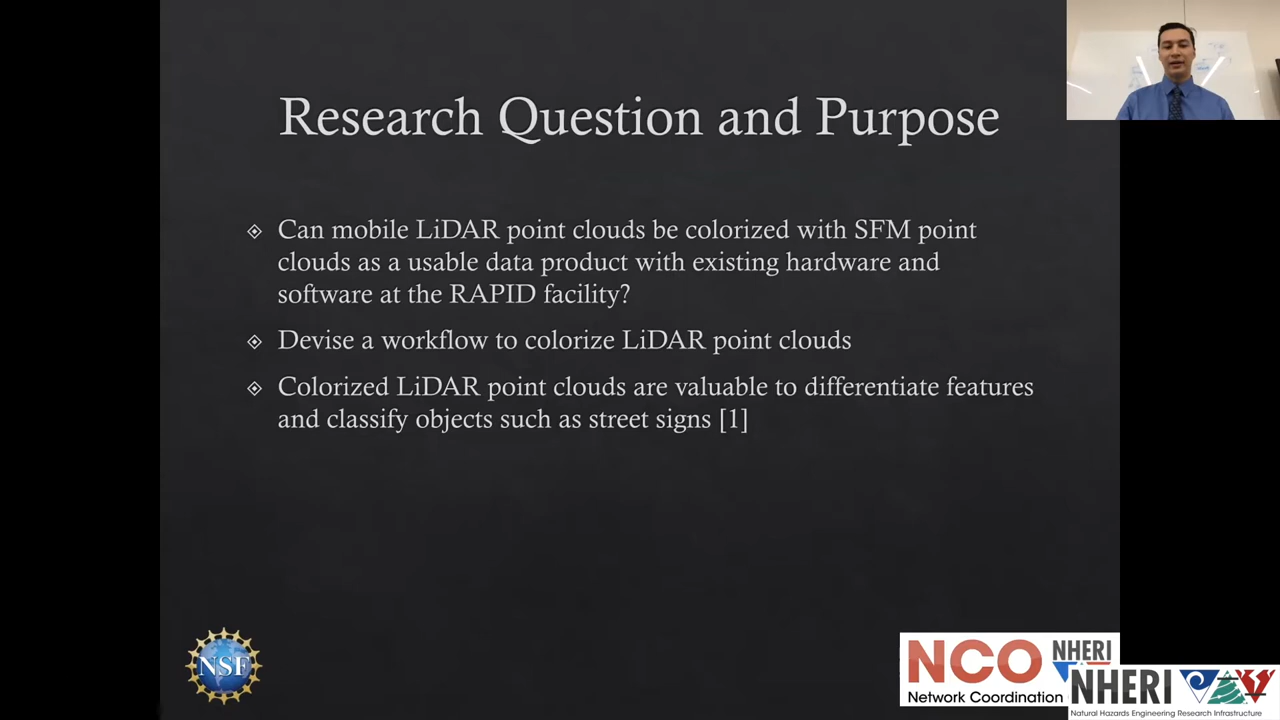 Research Question and Purpose
Can mobile LiDAR point clouds be colorized with SFM point
clouds as a usable data product with existing hardware and
software at the RAPID facility?
Devise a workflow to colorize LiDAR point clouds
Colorized LiDAR point clouds are valuable to differentiate features
and classify objects such as street signs [1]
NSF
NCO
NHERI
Network Coordination
NHERI
Natural Hazards Engineering Research Infrastructure